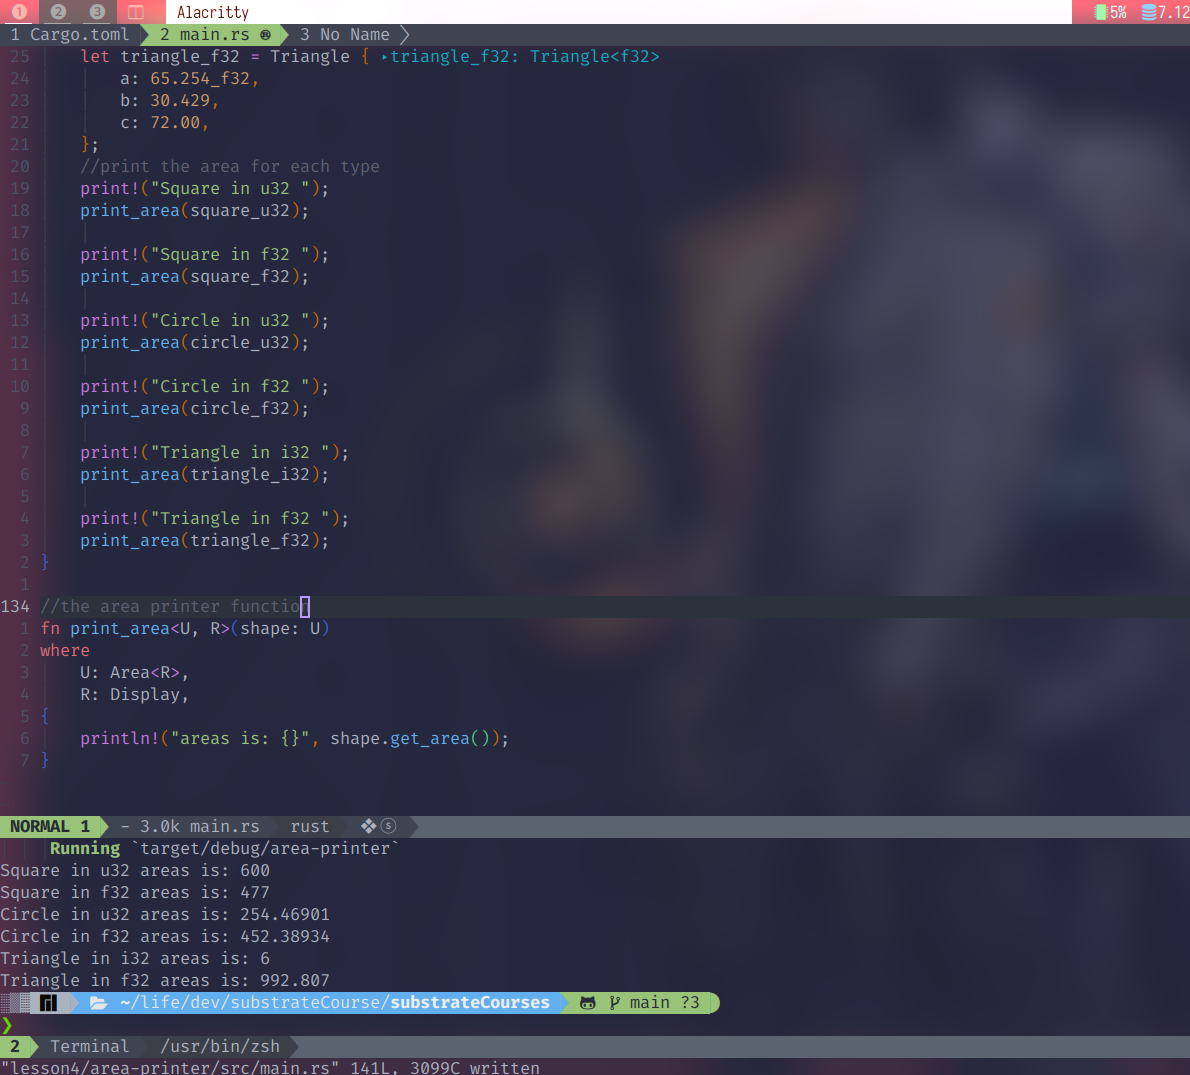 1 2 3 Alacritty 5% 7.12
1 Cargo.toml 2 main.rs 3 No Name
25 let triangle_f32 = Triangle { ‣triangle_f32: Triangle<f32>
24 a: 65.254_f32,
23 b: 30.429,
22 c: 72.00,
21 };
20 //print the area for each type
19 print!("Square in u32 ");
18 print_area(square_u32);
17
16 print!("Square in f32 ");
15 print_area(square_f32);
14
13 print!("Circle in u32 ");
12 print_area(circle_u32);
11
10 print!("Circle in f32 ");
9 print_area(circle_f32);
8
7 print!("Triangle in i32 ");
6 print_area(triangle_i32);
5
4 print!("Triangle in f32 ");
3 print_area(triangle_f32);
2 }
1
134 //the area printer function
1 fn print_area<U, R>(shape: U)
2 where
3 U: Area<R>,
4 R: Display,
5 {
6 println!("areas is: {}", shape.get_area());
7 }
NORMAL 1 - 3.0k main.rs rust ❖ⓢ
Running `target/debug/area-printer`
Square in u32 areas is: 600
Square in f32 areas is: 477
Circle in u32 areas is: 254.46901
Circle in f32 areas is: 452.38934
Triangle in i32 areas is: 6
Triangle in f32 areas is: 992.807
~/life/dev/substrateCourse/substrateCourses main ?3
❯
2 Terminal /usr/bin/zsh
"lesson4/area-printer/src/main.rs" 141L, 3099C written